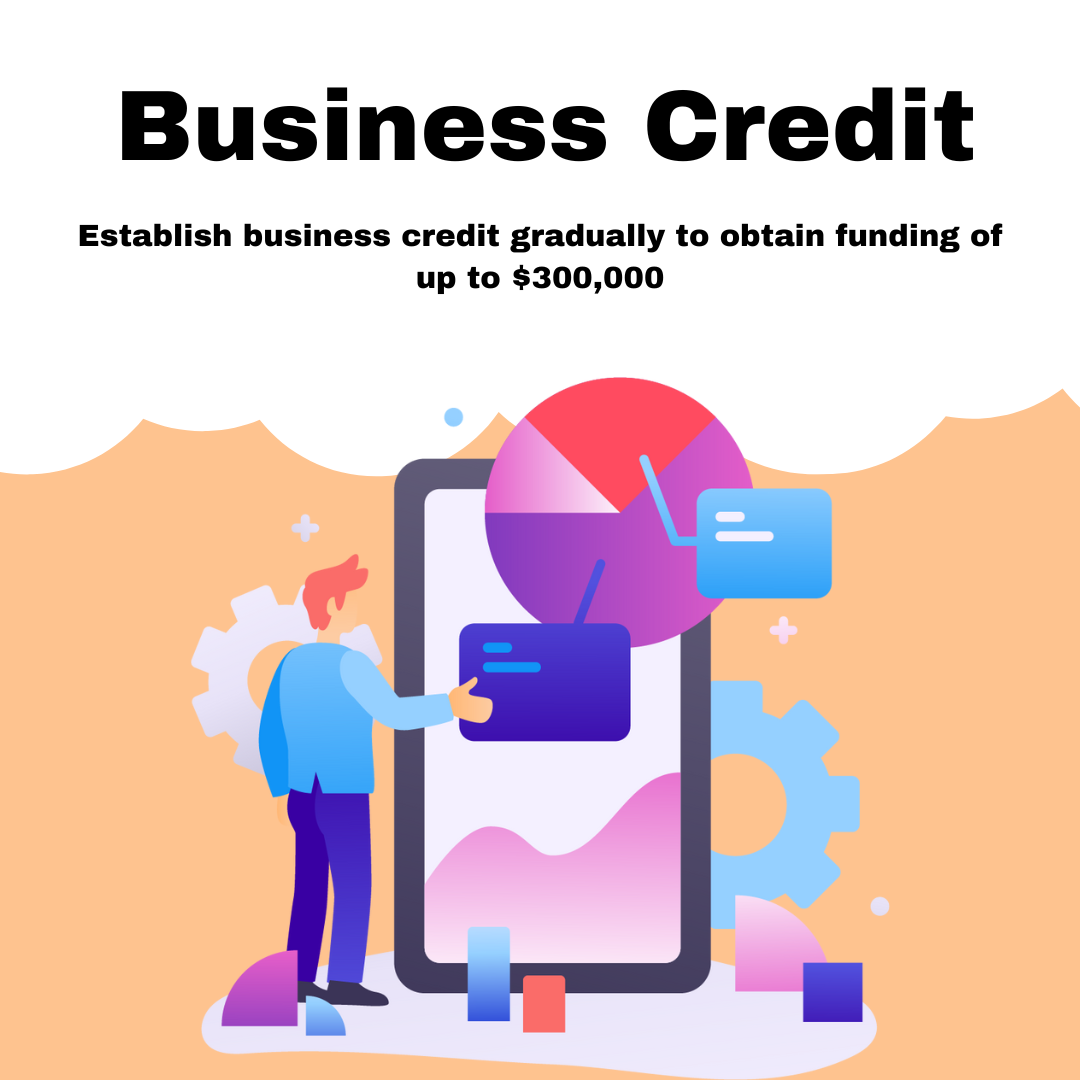 Business Credit
Establish business credit gradually to obtain funding of
up to $300,000